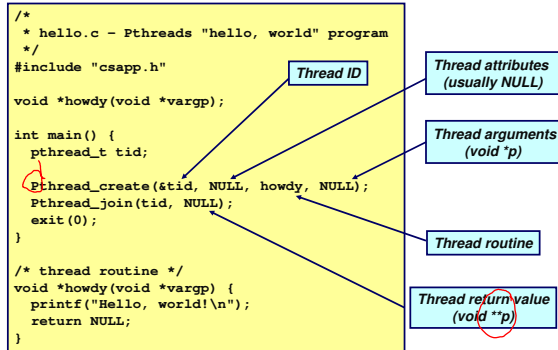 /*
 * hello.c – Pthreads "hello, world" program
 */
#include "csapp.h"
void *howdy(void *vargp);
int main() {
  pthread_t tid;
  Pthread_create(&tid, NULL, howdy, NULL);
  Pthread_join(tid, NULL);
  exit(0);
}
/* thread routine */
void *howdy(void *vargp) {
  printf("Hello, world!\n");
  return NULL;
}
Thread ID
Thread attributes
(usually NULL)
Thread arguments
(void *p)
Thread routine
Thread return value
(void **p)